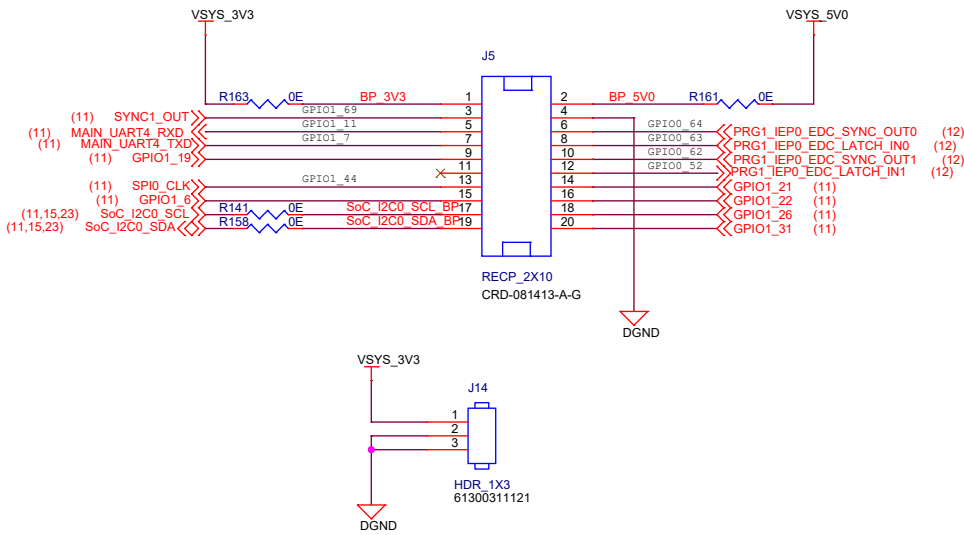 VSYS_3V3 VSYS_5V0
J5
R163 0E BP_3V3 1 2 BP_5V0 R161 0E
(11) SYNC1_OUT GPIO1_69 3 4
(11) MAIN_UART4_RXD GPIO1_11 5 6 GPIO0_64 PRG1_IEP0_EDC_SYNC_OUT0 (12)
(11) MAIN_UART4_TXD GPIO1_7 7 8 GPIO0_63 PRG1_IEP0_EDC_LATCH_IN0 (12)
(11) GPIO1_19 9 10 GPIO0_62 PRG1_IEP0_EDC_SYNC_OUT1 (12)
11 12 GPIO0_52 PRG1_IEP0_EDC_LATCH_IN1 (12)
(11) SPI0_CLK GPIO1_44 13 14 GPIO1_21 (11)
(11) GPIO1_6 15 16 GPIO1_22 (11)
(11,15,23) SoC_I2C0_SCL R141 0E SoC_I2C0_SCL_BP 17 18 GPIO1_26 (11)
(11,15,23) SoC_I2C0_SDA R158 0E SoC_I2C0_SDA_BP 19 20 GPIO1_31 (11)
RECP_2X10
CRD-081413-A-G
DGND
VSYS_3V3
J14
1
2
3
HDR_1X3
61300311121
DGND